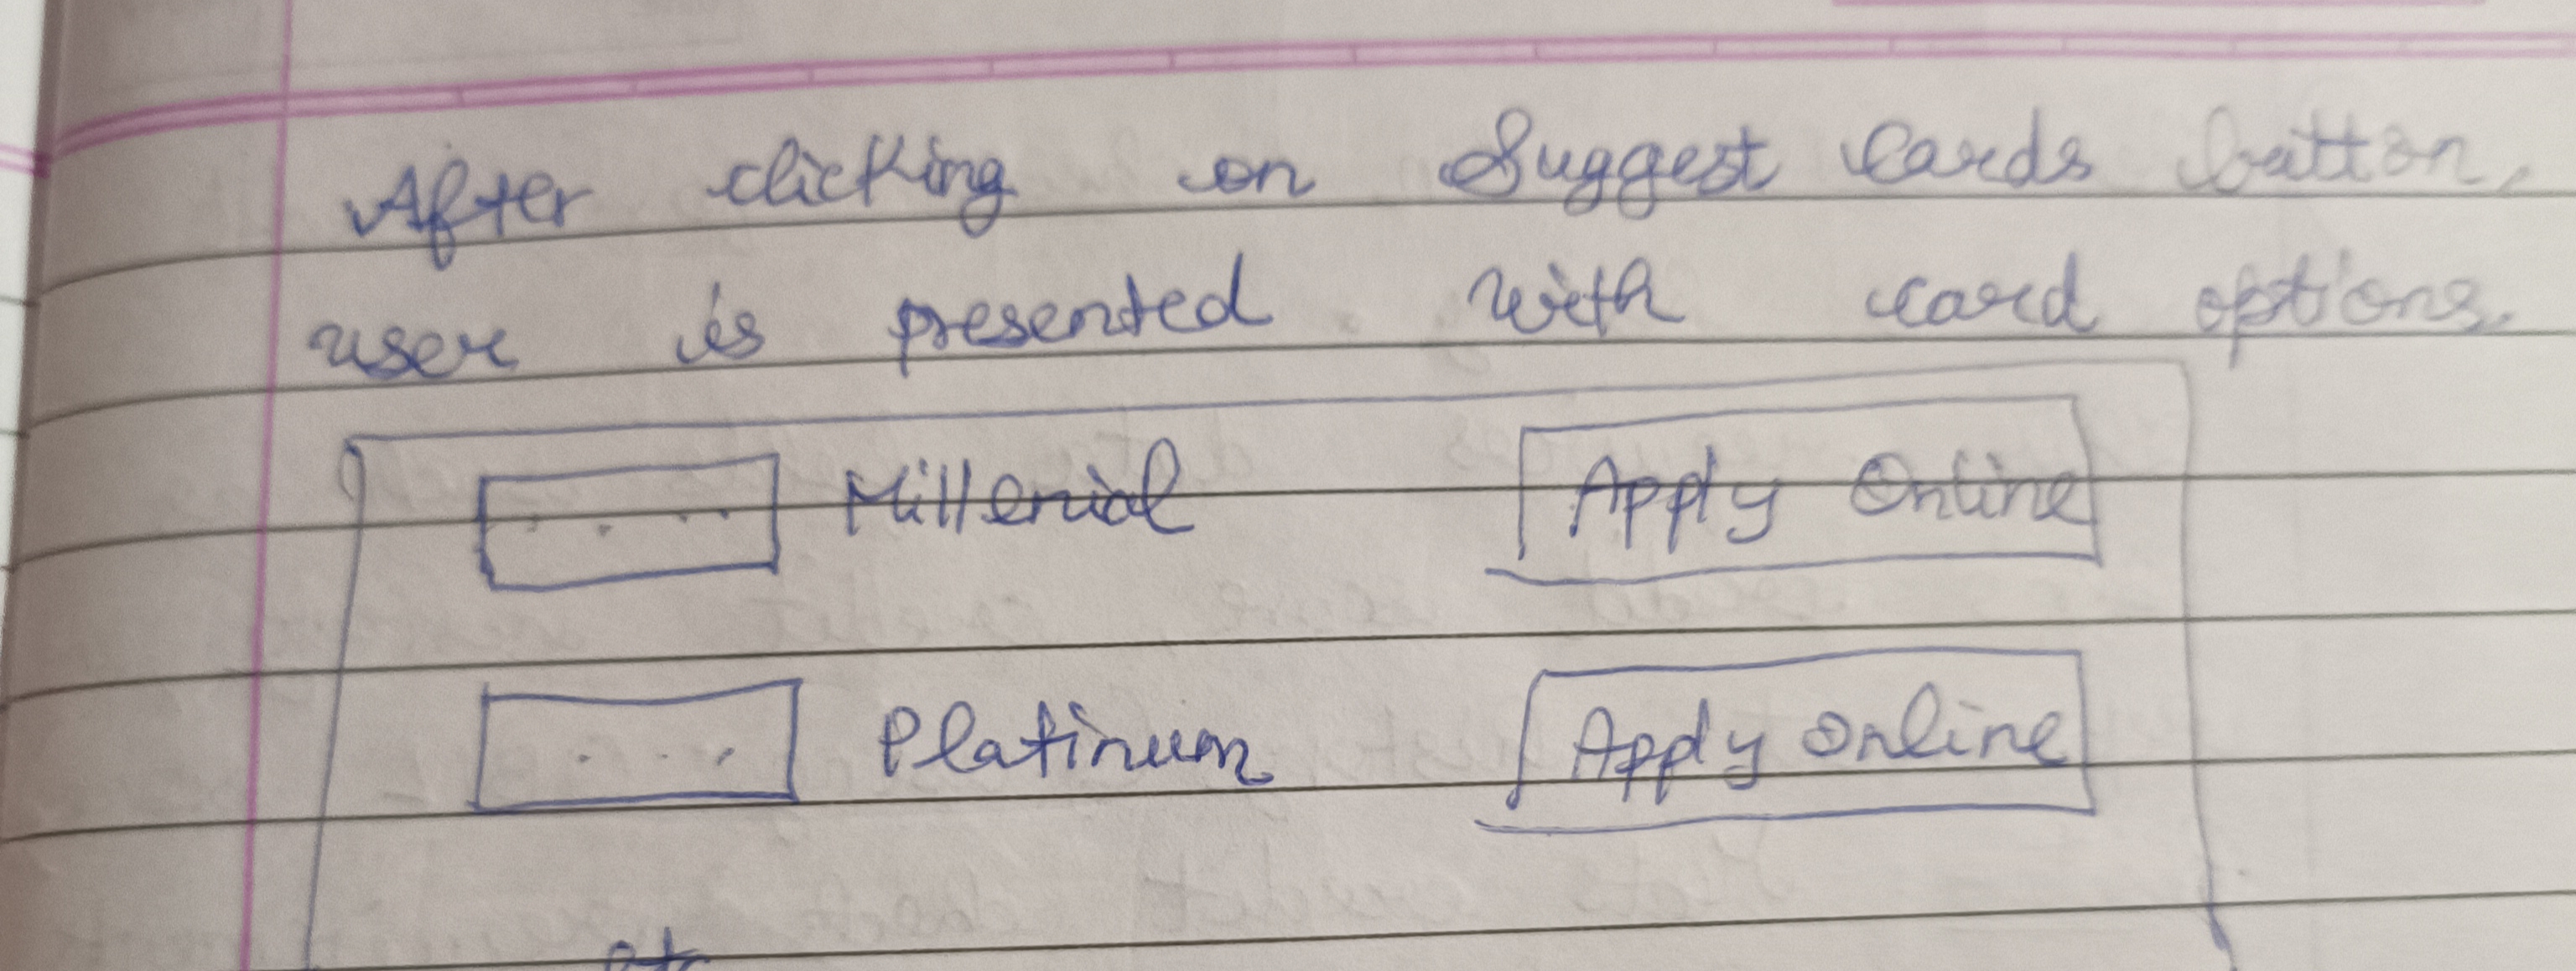 After clicking on Suggest Cards button,
user is presented with card options.
Millenial Apply Online
Platinum Apply Online